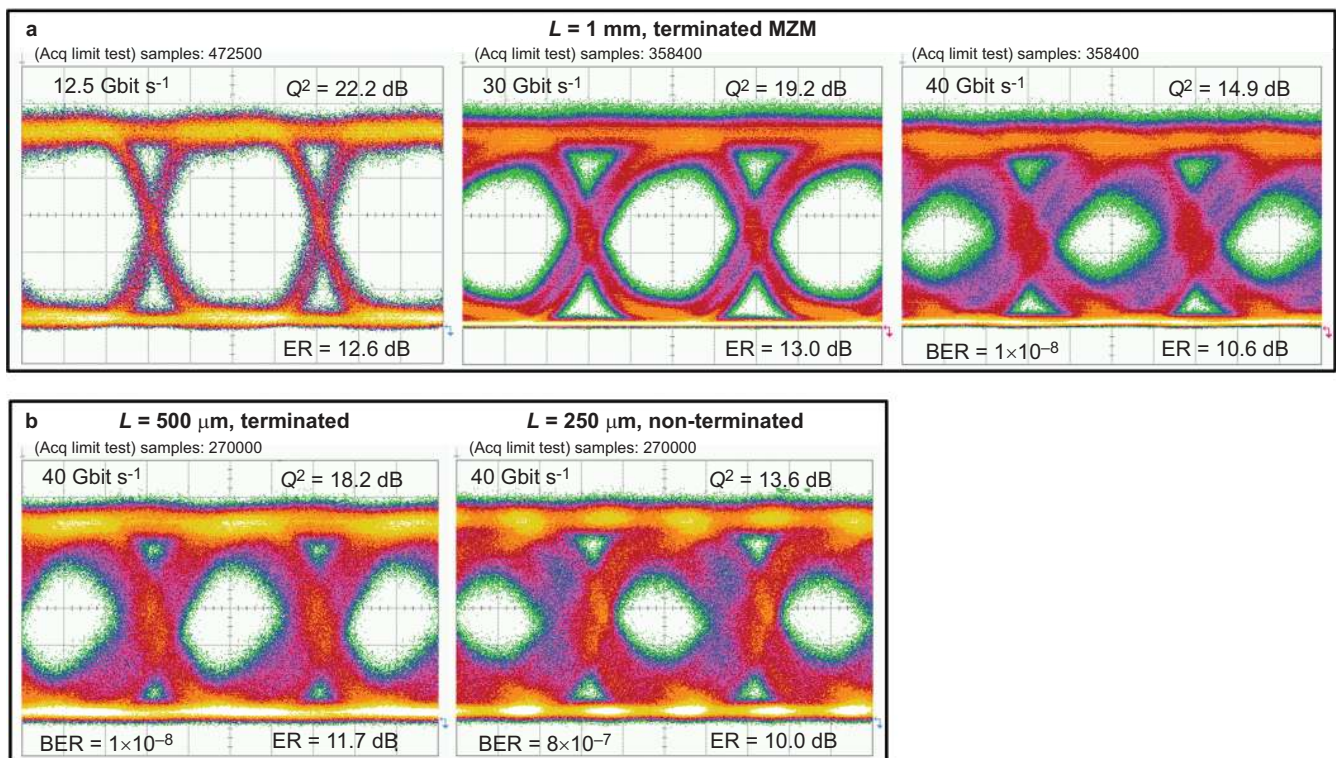 a L = 1 mm, terminated MZM
(Acq limit test) samples: 472500 (Acq limit test) samples: 358400 (Acq limit test) samples: 358400
12.5 Gbit s⁻¹ Q² = 22.2 dB 30 Gbit s⁻¹ Q² = 19.2 dB 40 Gbit s⁻¹ Q² = 14.9 dB
ER = 12.6 dB ER = 13.0 dB BER = 1×10⁻⁸ ER = 10.6 dB
b L = 500 μm, terminated L = 250 μm, non-terminated
(Acq limit test) samples: 270000 (Acq limit test) samples: 270000
40 Gbit s⁻¹ Q² = 18.2 dB 40 Gbit s⁻¹ Q² = 13.6 dB
BER = 1×10⁻⁸ ER = 11.7 dB BER = 8×10⁻⁷ ER = 10.0 dB